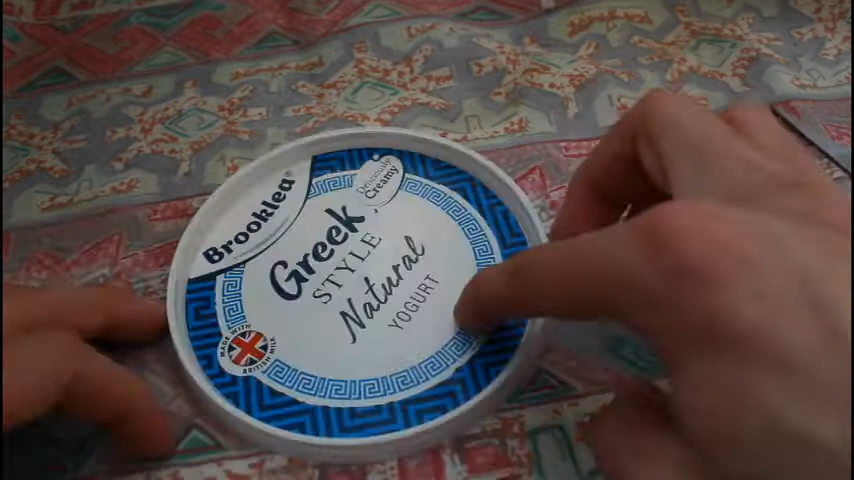 Brooklea®
Deliciously
Creamy
Greek
STYLE
Natural
YOGURT
MADE WITH
BRITISH MILK